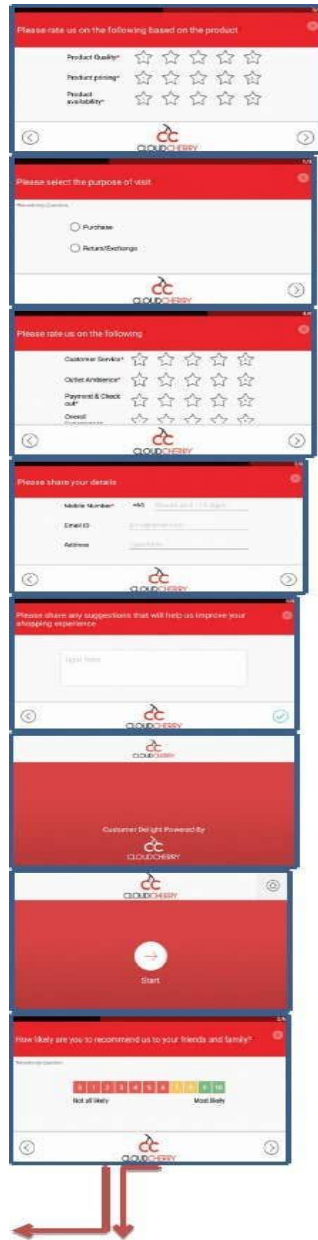 Please rate us on the following based on the product
Product Quality*
Product pricing*
Product
availability*
CLOUDCHERRY
Please select the purpose of visit
Purchase
Return/Exchange
CLOUDCHERRY
Please rate us on the following
Customer Service*
Outlet Ambience*
Payment & Check
out*
Overall
CLOUDCHERRY
Please share your details
Mobile Number*
Email ID
Address
CLOUDCHERRY
Please share any suggestions that will help us improve your
shopping experience
CLOUDCHERRY
CLOUDCHERRY
Customer Delight Powered By
CLOUDCHERRY
CLOUDCHERRY
Start
How likely are you to recommend us to your friends and family?
0 1 2 3 4 5 6 7 8 9 10
Not at all likely Most likely
CLOUDCHERRY